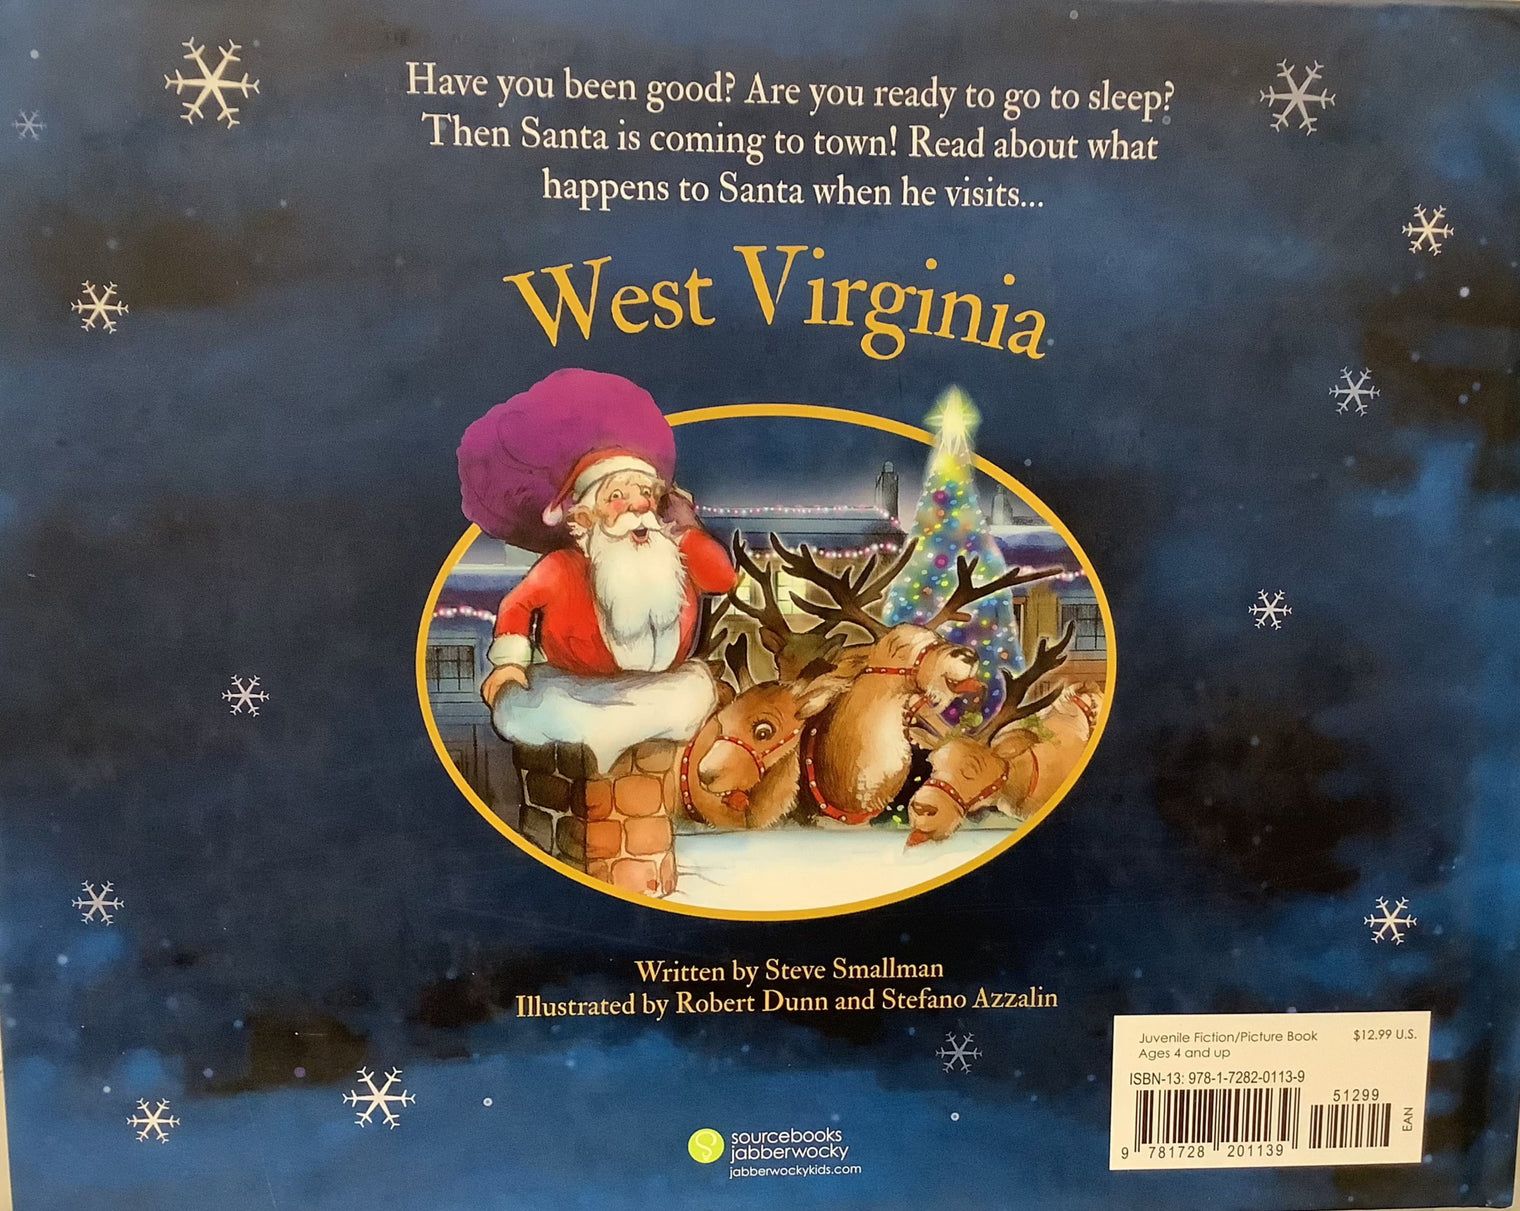 Have you been good? Are you ready to go to sleep?
Then Santa is coming to town! Read about what
happens to Santa when he visits...
West Virginia
Written by Steve Smallman
Illustrated by Robert Dunn and Stefano Azzalin
Juvenile Fiction/Picture Book $12.99 U.S.
Ages 4 and up
ISBN-13: 978-1-7282-0113-9
51299
EAN
9 781728 201139
sourcebooks
jabberwocky
jabberwockykids.com